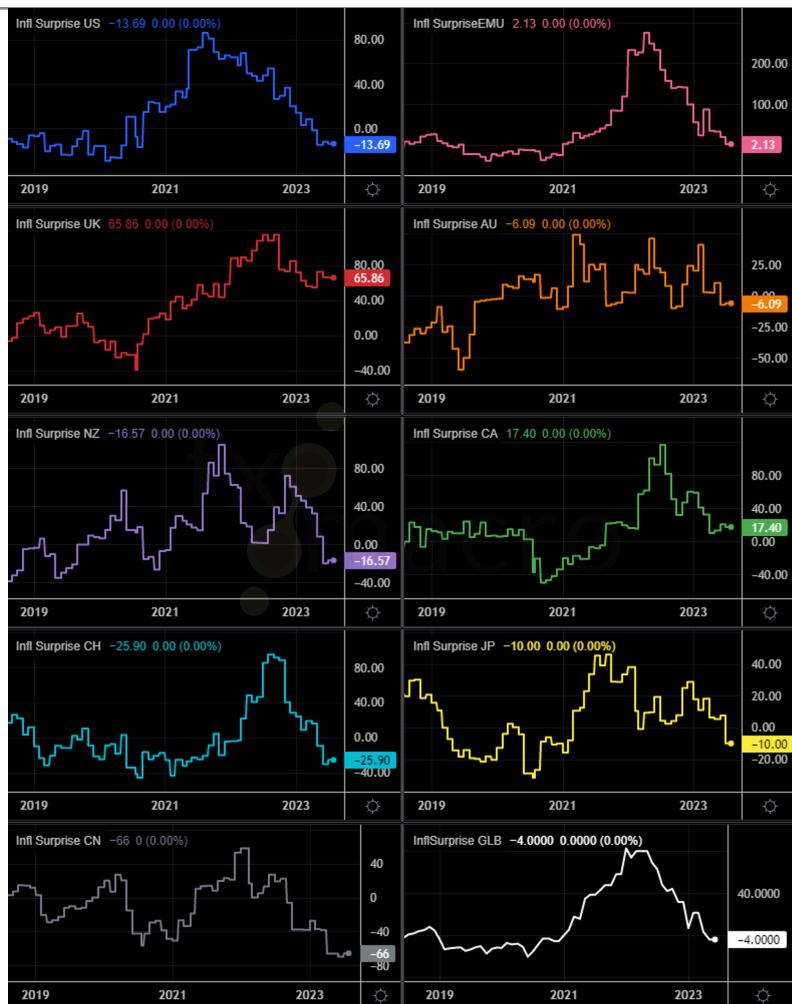 Infl Surprise US −13.69 0.00 (0.00%)
80.00
40.00
0.00
−13.69
2019 2021 2023
Infl SurpriseEMU 2.13 0.00 (0.00%)
200.00
100.00
2.13
2019 2021 2023
Infl Surprise UK 65.86 0.00 (0.00%)
80.00
65.86
40.00
0.00
−40.00
2019 2021 2023
Infl Surprise AU −6.09 0.00 (0.00%)
25.00
0.00
−6.09
−25.00
−50.00
2019 2021 2023
Infl Surprise NZ −16.57 0.00 (0.00%)
80.00
40.00
0.00
−16.57
−40.00
2019 2021 2023
Infl Surprise CA 17.40 0.00 (0.00%)
80.00
40.00
17.40
0.00
−40.00
2019 2021 2023
fx
macro
Infl Surprise CH −25.90 0.00 (0.00%)
80.00
40.00
0.00
−25.90
−40.00
2019 2021 2023
Infl Surprise JP −10.00 0.00 (0.00%)
40.00
20.00
0.00
−10.00
−20.00
2019 2021 2023
Infl Surprise CN −66 0 (0.00%)
40
0
−40
−66
−80
2019 2021 2023
InflSurprise GLB −4.0000 0.0000 (0.00%)
40.0000
−4.0000
2019 2021 2023